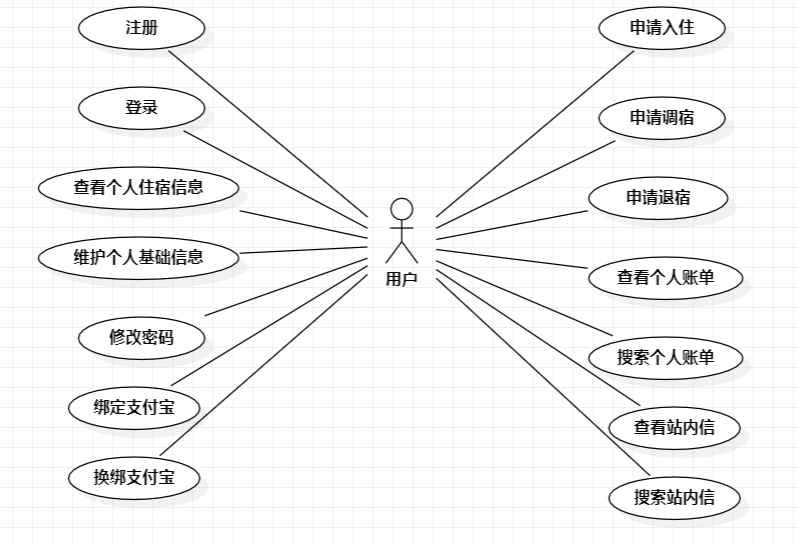 注册
登录
查看个人住宿信息
维护个人基础信息
修改密码
绑定支付宝
换绑支付宝
用户
申请入住
申请调宿
申请退宿
查看个人账单
搜索个人账单
查看站内信
搜索站内信